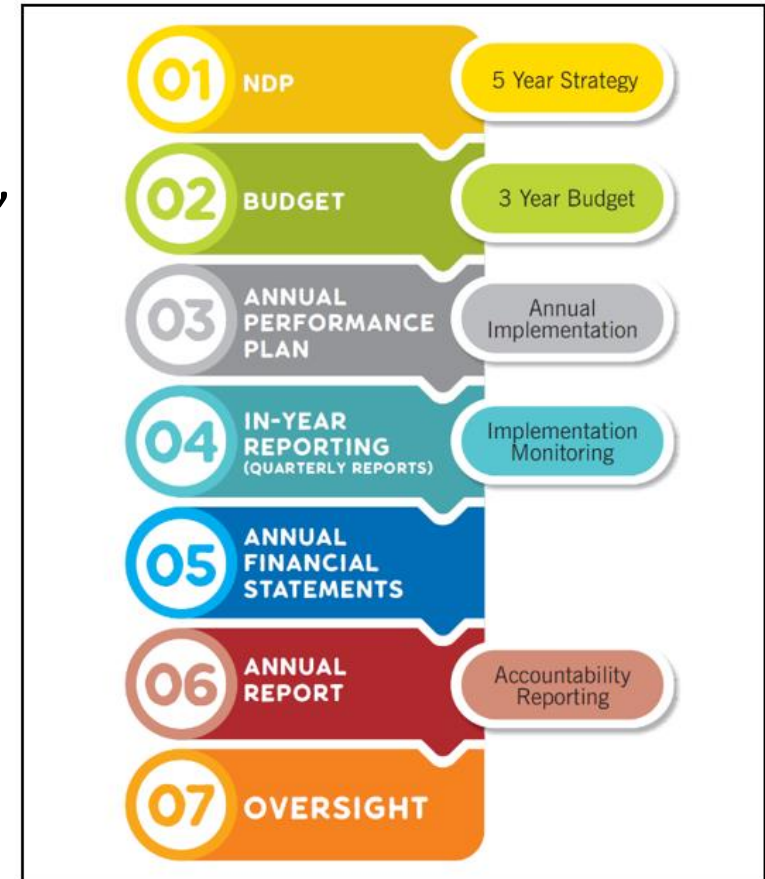 01
NDP
5 Year Strategy
02
BUDGET
3 Year Budget
03
ANNUAL
PERFORMANCE
PLAN
Annual
Implementation
04
IN-YEAR
REPORTING
(QUARTERLY REPORTS)
Implementation
Monitoring
05
ANNUAL
FINANCIAL
STATEMENTS
06
ANNUAL
REPORT
Accountability
Reporting
07
OVERSIGHT